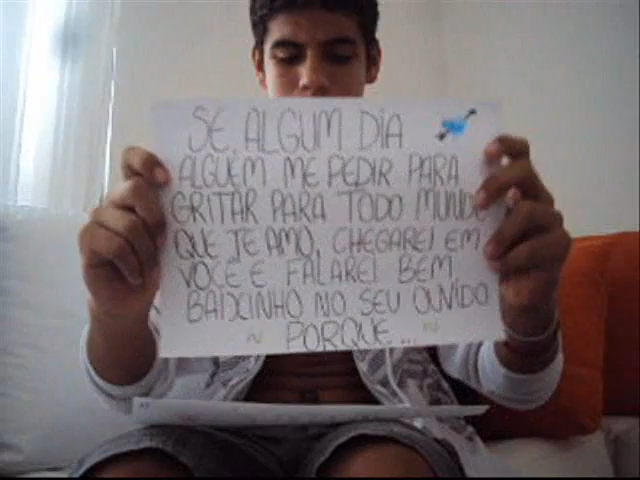 SE ALGUM DIA
ALGUÉM ME PEDIR PARA
GRITAR PARA TODO MUNDO
QUE TE AMO, CHEGAREI EM
VOCÊ E FALAREI BEM
BAIXINHO NO SEU OUVIDO
~ PORQUE... ~